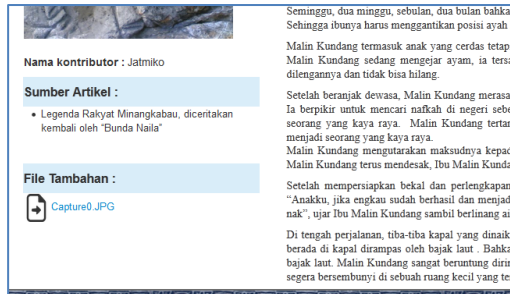 Nama kontributor : Jatmiko
Sumber Artikel :
Legenda Rakyat Minangkabau, diceritakan
kembali oleh "Bunda Naila"
File Tambahan :
Capture0.JPG
Seminggu, dua minggu, sebulan, dua bulan bahka
Sehingga ibunya harus menggantikan posisi ayah
Malin Kundang termasuk anak yang cerdas tetap
Malin Kundang sedang mengejar ayam, ia tersa
dilengannya dan tidak bisa hilang.
Setelah beranjak dewasa, Malin Kundang merasa
Ia berpikir untuk mencari nafkah di negeri sebe
seorang yang kaya raya. Malin Kundang tertar
menjadi seorang yang kaya raya.
Malin Kundang mengutarakan maksudnya kepad
Malin Kundang terus mendesak, Ibu Malin Kunda
Setelah mempersiapkan bekal dan perlengkapan
"Anakku, jika engkau sudah berhasil dan menjad
nak", ujar Ibu Malin Kundang sambil berlinang ai
Di tengah perjalanan, tiba-tiba kapal yang dinaik
berada di kapal dirampas oleh bajak laut . Bahka
bajak laut. Malin Kundang sangat beruntung dirin
segera bersembunyi di sebuah ruang kecil yang te